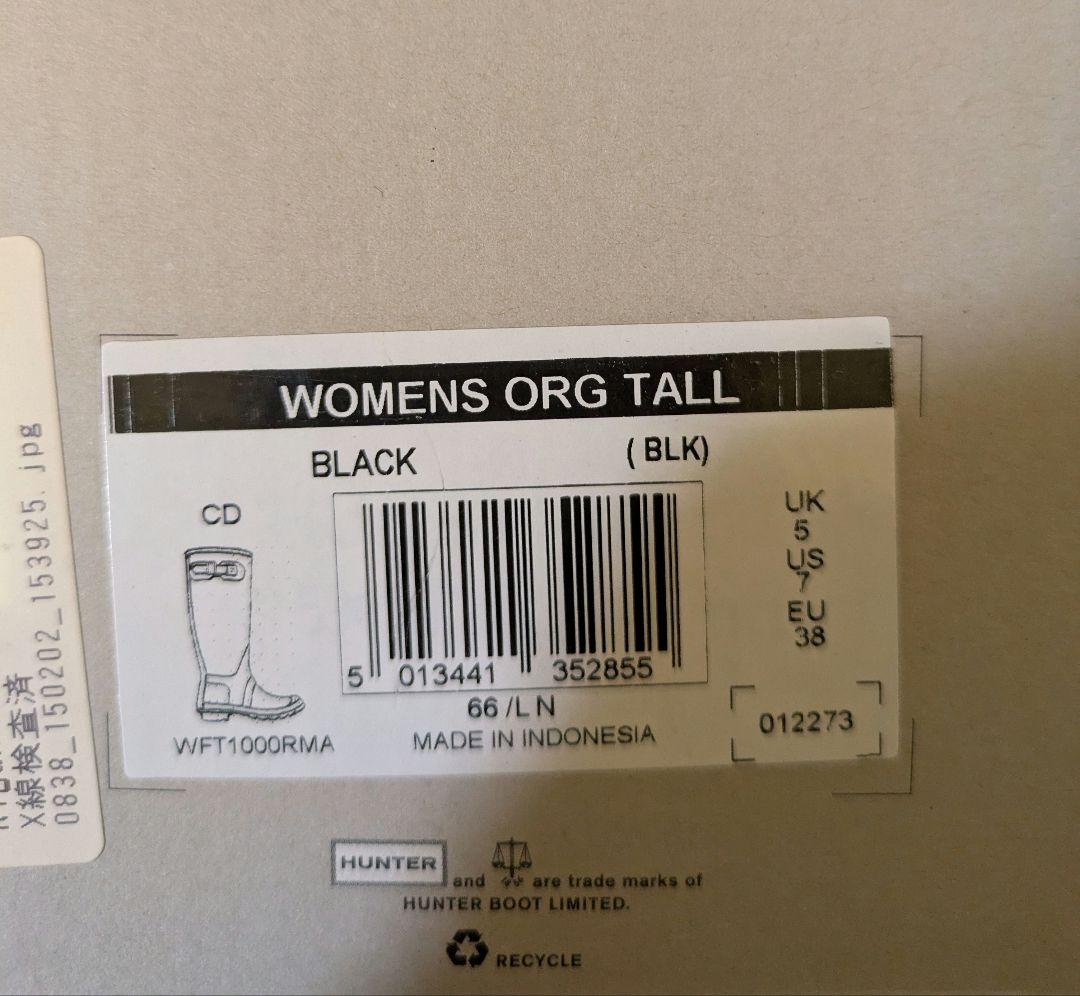 WOMENS ORG TALL
BLACK (BLK)
CD
UK
5
US
7
EU
38
5 013441 352855
66 /LN
WFT1000RMA
MADE IN INDONESIA
012273
HUNTER and are trade marks of
HUNTER BOOT LIMITED.
RECYCLE
X線検査済
0838_150202_153925.jpg